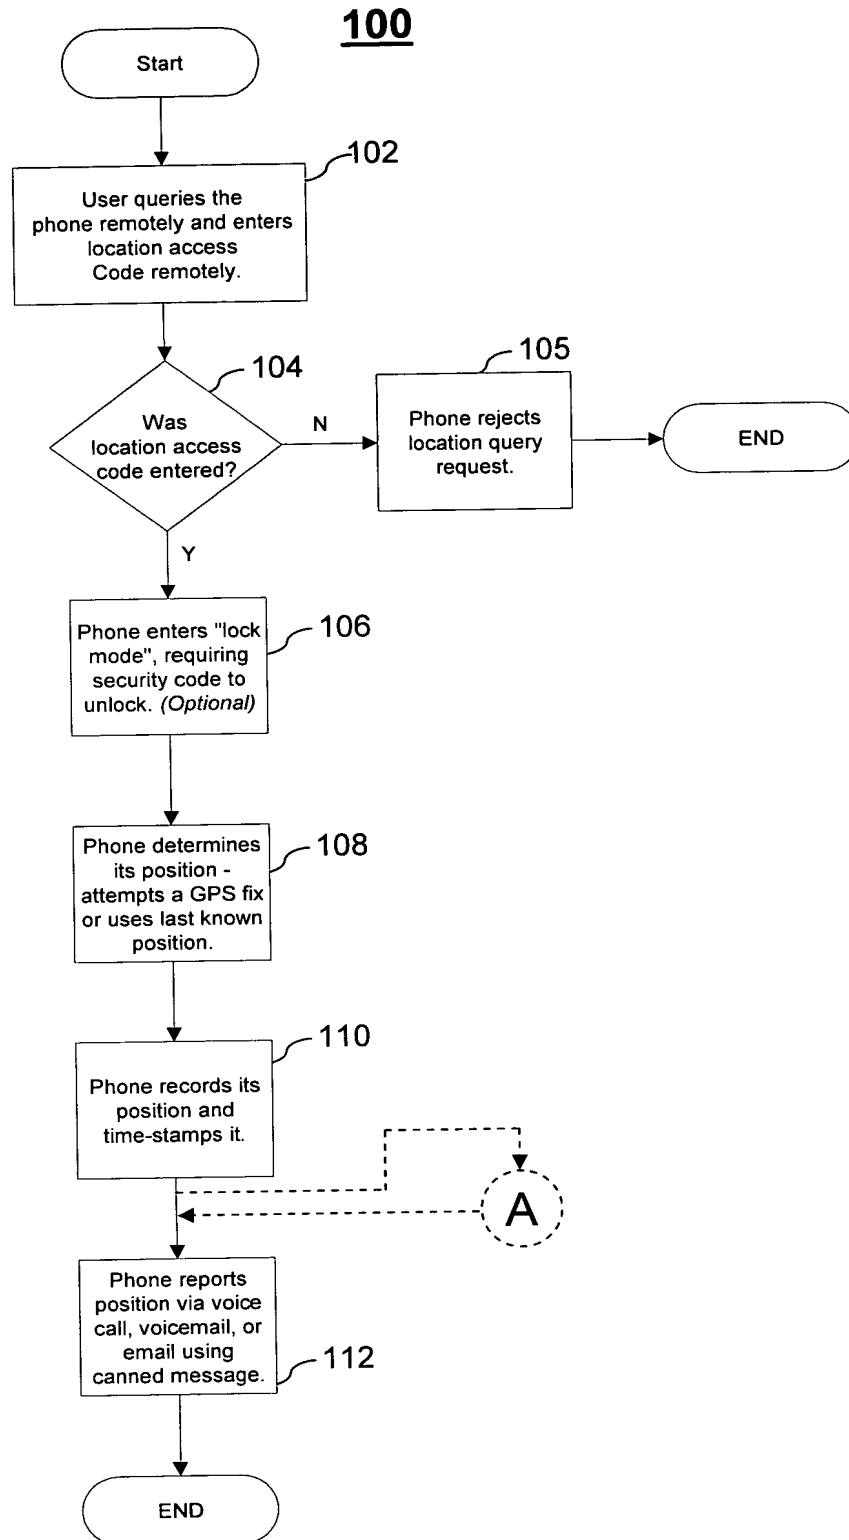 100
Start
102
User queries the
phone remotely and enters
location access
Code remotely.
104
Was
location access
code entered?
N
105
Phone rejects
location query
request.
END
Y
106
Phone enters "lock
mode", requiring
security code to
unlock. (Optional)
108
Phone determines
its position -
attempts a GPS fix
or uses last known
position.
110
Phone records its
position and
time-stamps it.
A
Phone reports
position via voice
call, voicemail, or
email using
canned message.
112
END